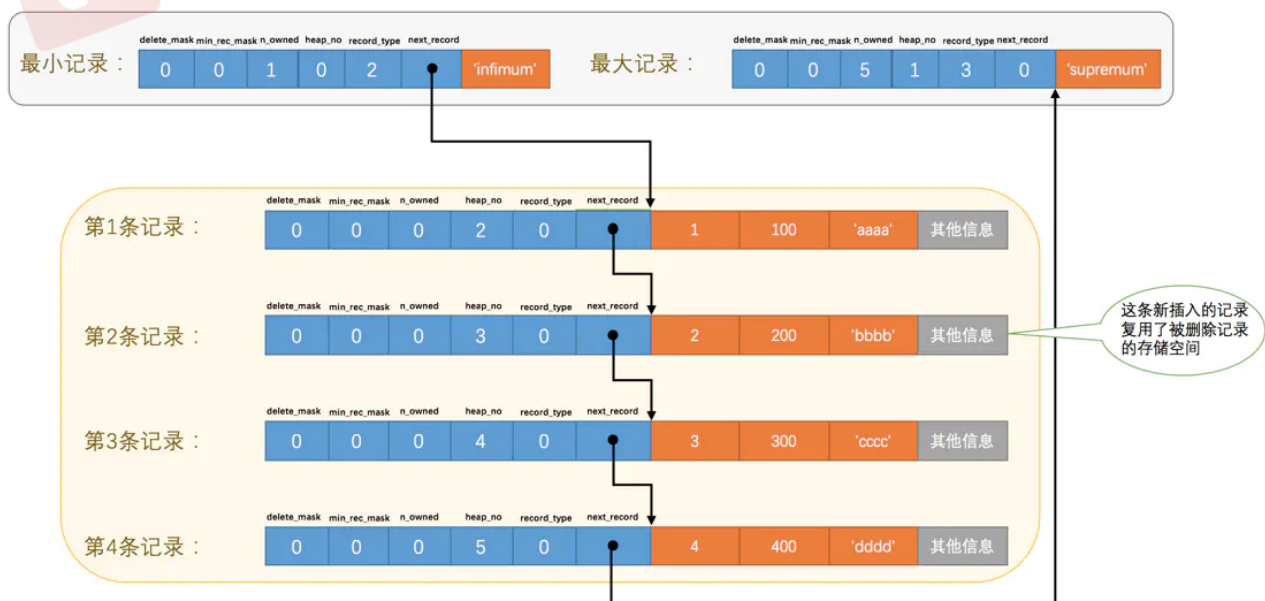 delete_mask min_rec_mask n_owned heap_no record_type next_record
最小记录： 0 0 1 0 2 'infimum'
delete_mask min_rec_mask n_owned heap_no record_type next_record
最大记录： 0 0 5 1 3 0 'supremum'
delete_mask min_rec_mask n_owned heap_no record_type next_record
第1条记录： 0 0 0 2 0 1 100 'aaaa' 其他信息
delete_mask min_rec_mask n_owned heap_no record_type next_record
第2条记录： 0 0 0 3 0 2 200 'bbbb' 其他信息
这条新插入的记录
复用了被删除记录
的存储空间
delete_mask min_rec_mask n_owned heap_no record_type next_record
第3条记录： 0 0 0 4 0 3 300 'cccc' 其他信息
delete_mask min_rec_mask n_owned heap_no record_type next_record
第4条记录： 0 0 0 5 0 4 400 'dddd' 其他信息